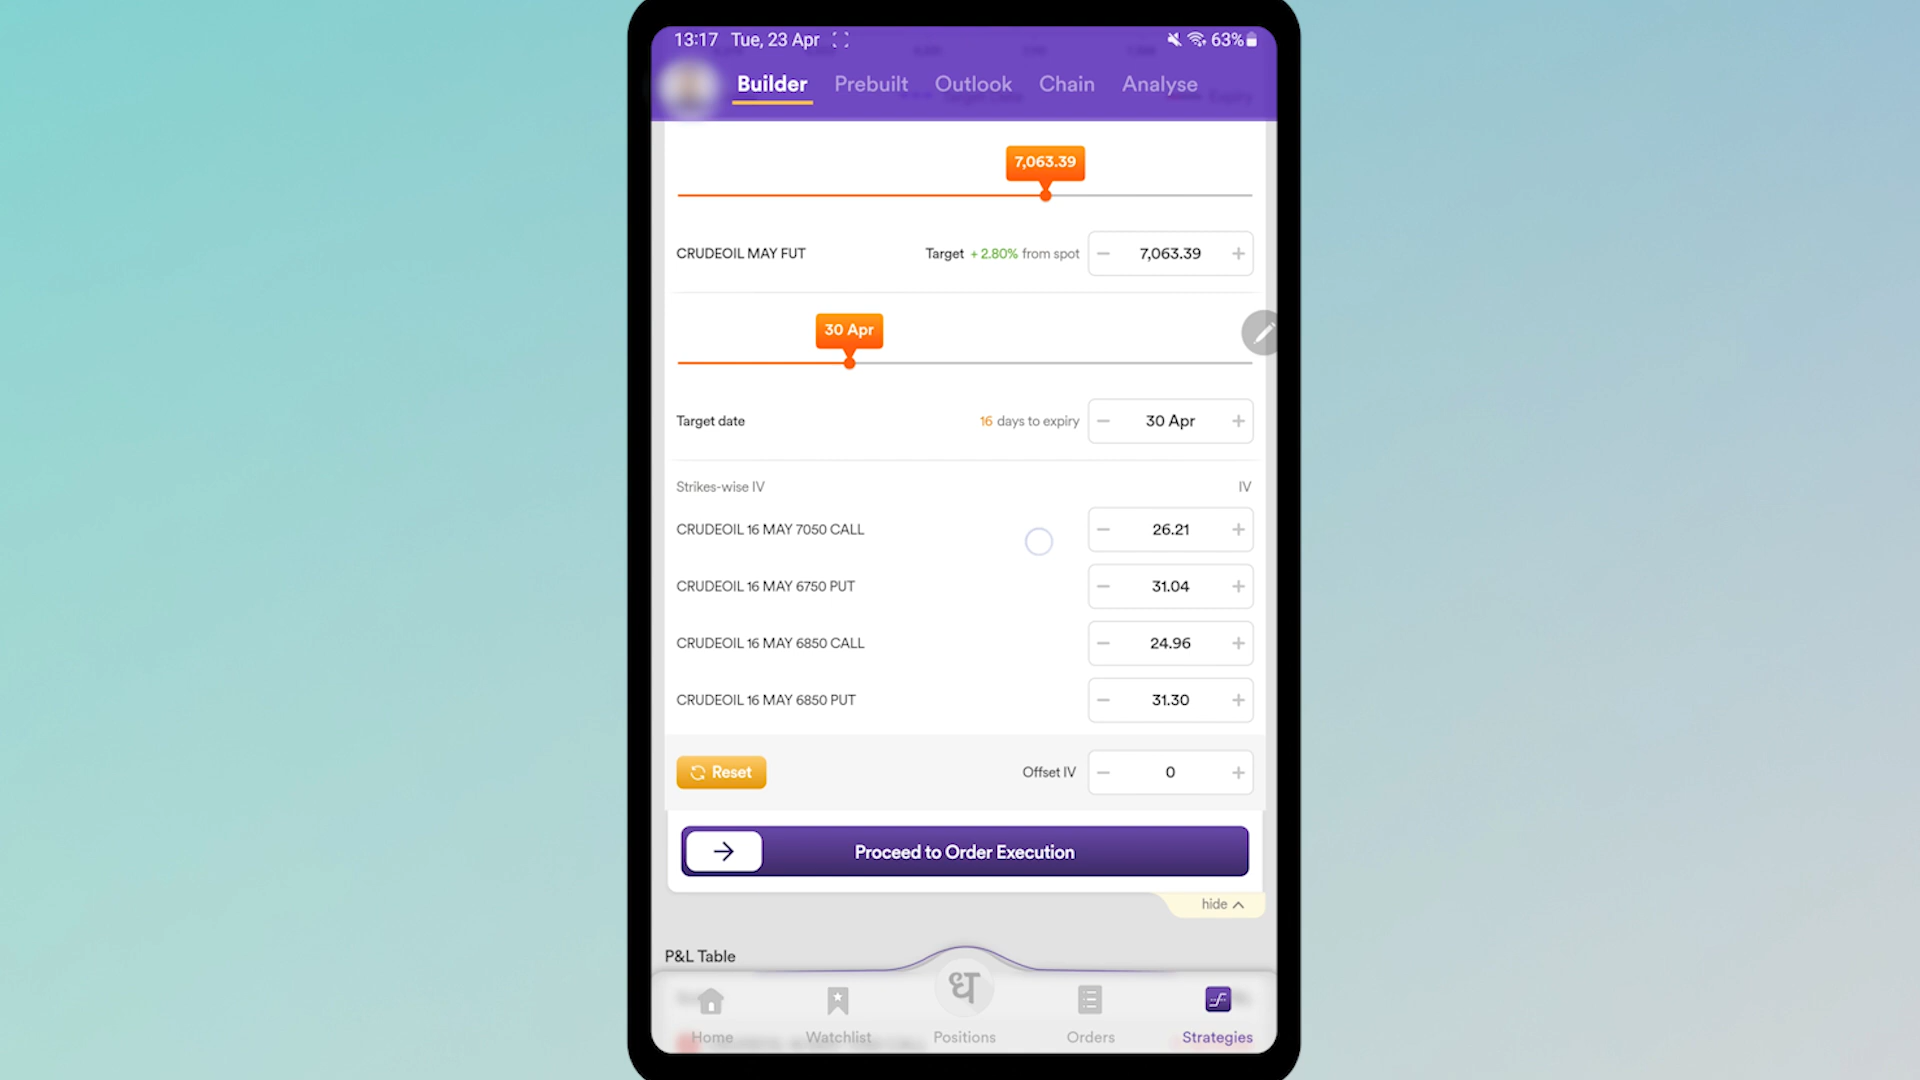 13:17 Tue, 23 Apr 63%
Builder Prebuilt Outlook Chain Analyse
7,063.39
CRUDEOIL MAY FUT Target + 2.80% from spot − 7,063.39 +
30 Apr
Target date 16 days to expiry − 30 Apr +
Strikes-wise IV IV
CRUDEOIL 16 MAY 7050 CALL − 26.21 +
CRUDEOIL 16 MAY 6750 PUT − 31.04 +
CRUDEOIL 16 MAY 6850 CALL − 24.96 +
CRUDEOIL 16 MAY 6850 PUT − 31.30 +
Reset Offset IV − 0 +
Proceed to Order Execution
hide
P&L Table
ध
Home Watchlist Positions Orders Strategies